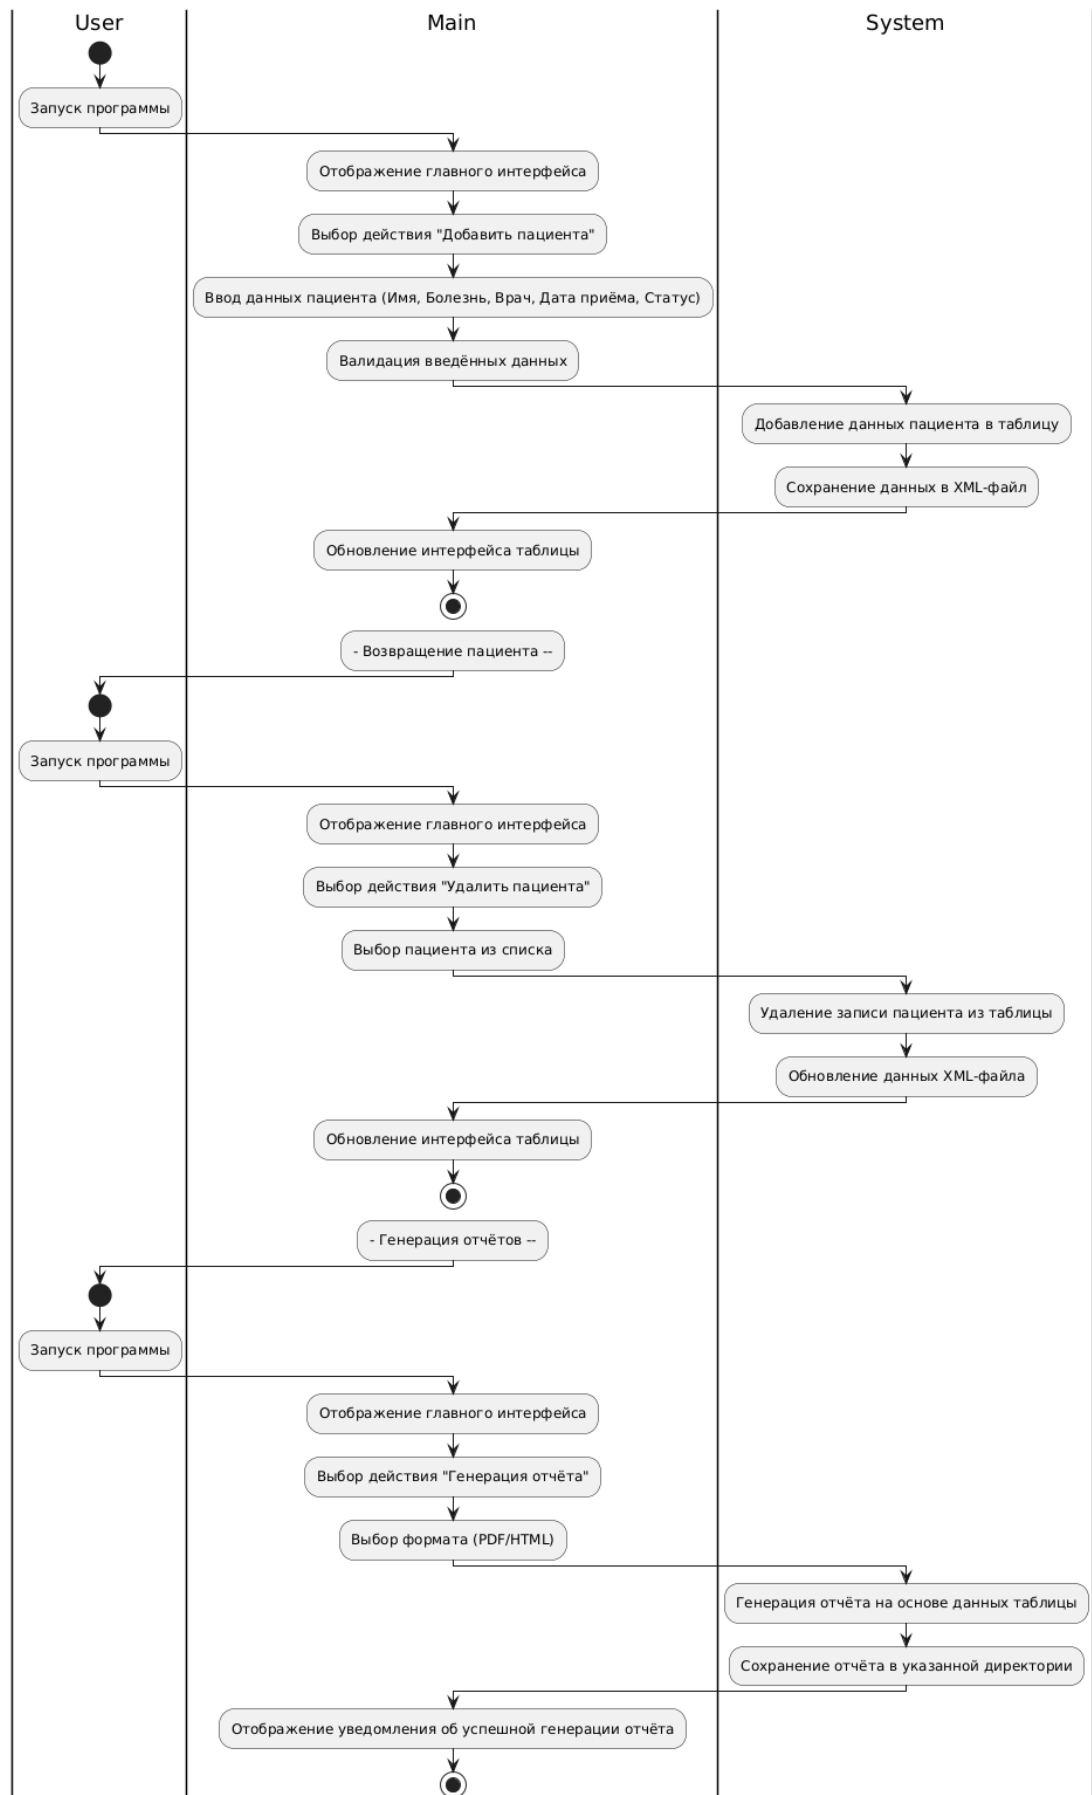 User
Main
System
Запуск программы
Отображение главного интерфейса
Выбор действия "Добавить пациента"
Ввод данных пациента (Имя, Болезнь, Врач, Дата приёма, Статус)
Валидация введённых данных
Добавление данных пациента в таблицу
Сохранение данных в XML-файл
Обновление интерфейса таблицы
- Возвращение пациента --
Запуск программы
Отображение главного интерфейса
Выбор действия "Удалить пациента"
Выбор пациента из списка
Удаление записи пациента из таблицы
Обновление данных XML-файла
Обновление интерфейса таблицы
- Генерация отчётов --
Запуск программы
Отображение главного интерфейса
Выбор действия "Генерация отчёта"
Выбор формата (PDF/HTML)
Генерация отчёта на основе данных таблицы
Сохранение отчёта в указанной директории
Отображение уведомления об успешной генерации отчёта